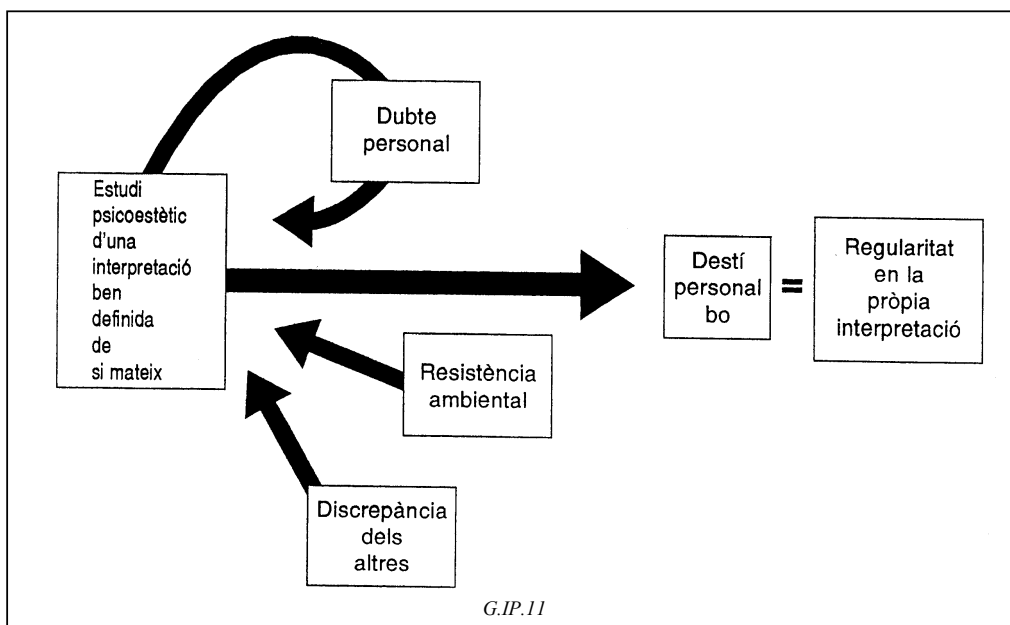 Dubte
personal
Estudi
psicoestètic
d'una
interpretació
ben
definida
de
si mateix
Destí
personal
bo
=
Regularitat
en la
pròpia
interpretació
Resistència
ambiental
Discrepància
dels
altres
G.IP.11